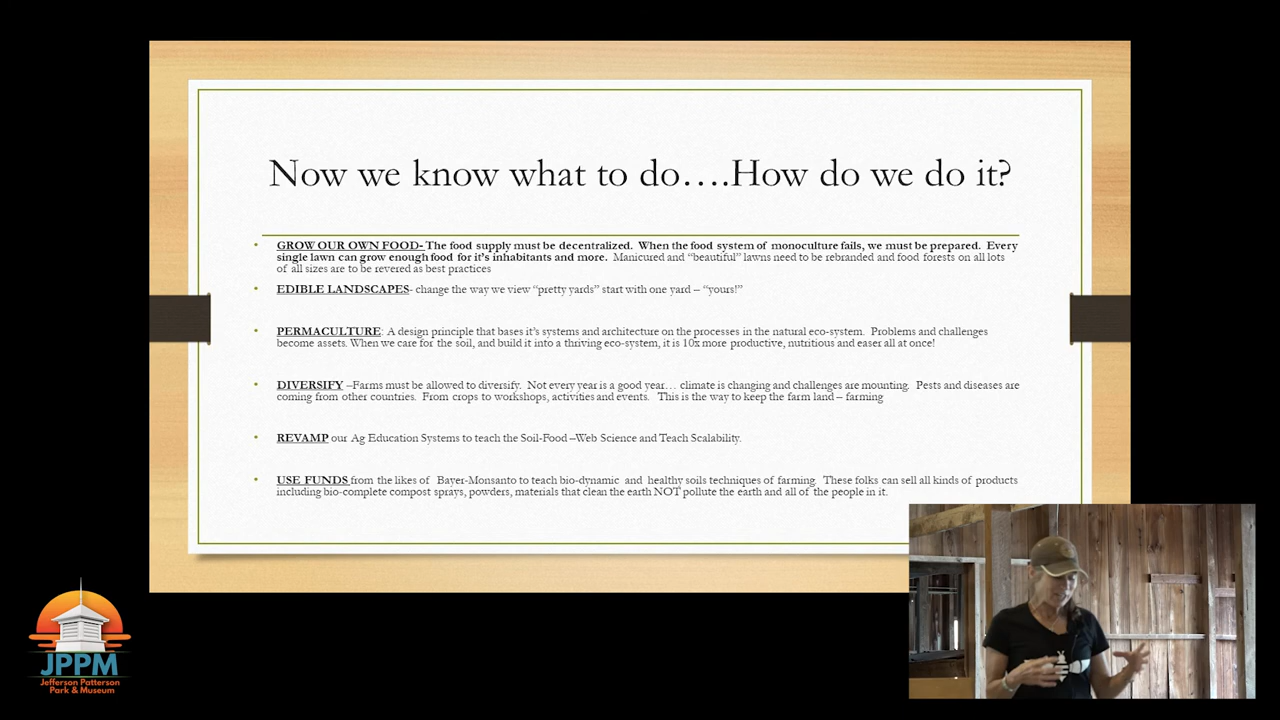 Now we know what to do….How do we do it?
• GROW OUR OWN FOOD- The food supply must be decentralized. When the food system of monoculture fails, we must be prepared. Every
single lawn can grow enough food for it's inhabitants and more. Manicured and “beautiful” lawns need to be rebranded and food forests on all lots
of all sizes are to be revered as best practices
• EDIBLE LANDSCAPES- change the way we view “pretty yards” start with one yard – “yours!”
• PERMACULTURE: A design principle that bases it's systems and architecture on the processes in the natural eco-system. Problems and challenges
become assets. When we care for the soil, and build it into a thriving eco-system, it is 10x more productive, nutritious and easer all at once!
• DIVERSIFY –Farms must be allowed to diversify. Not every year is a good year… climate is changing and challenges are mounting. Pests and diseases are
coming from other countries. From crops to workshops, activities and events. This is the way to keep the farm land – farming
• REVAMP our Ag Education Systems to teach the Soil-Food –Web Science and Teach Scalability.
• USE FUNDS from the likes of Bayer-Monsanto to teach bio-dynamic and healthy soils techniques of farming. These folks can sell all kinds of products
including bio-complete compost sprays, powders, materials that clean the earth NOT pollute the earth and all of the people in it.
JPPM
Jefferson Patterson
Park & Museum